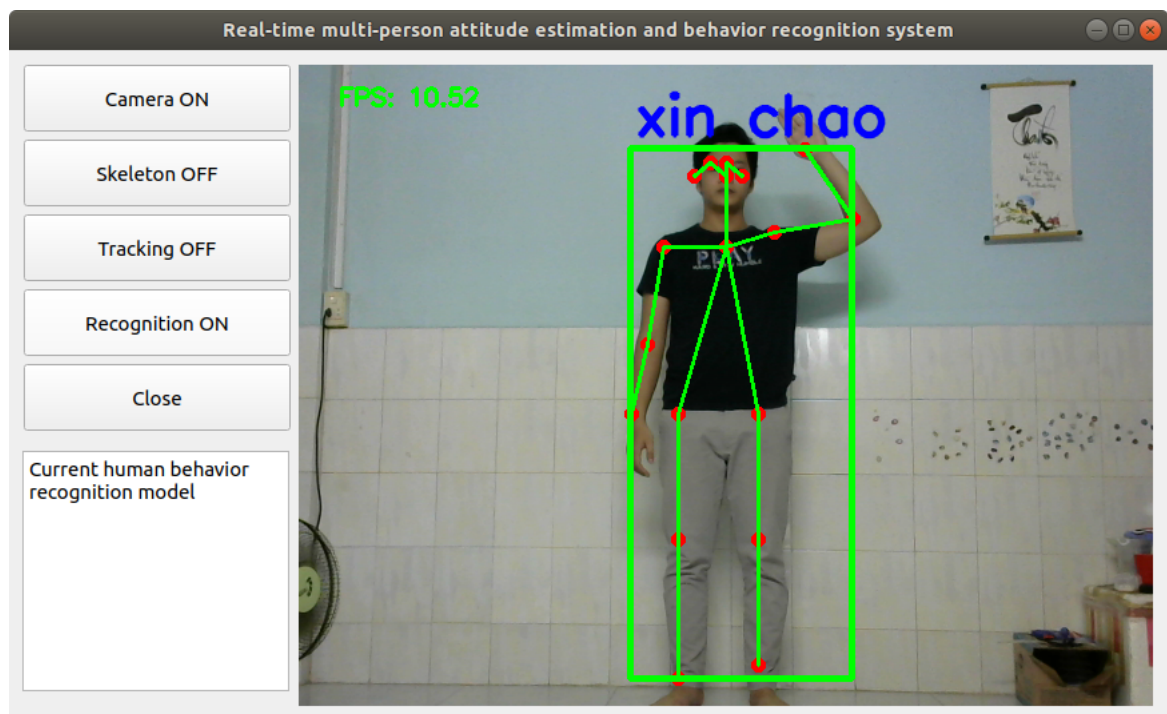 Real-time multi-person attitude estimation and behavior recognition system
Camera ON
Skeleton OFF
Tracking OFF
Recognition ON
Close
Current human behavior
recognition model
FPS: 10.52
xin chao
PLAY